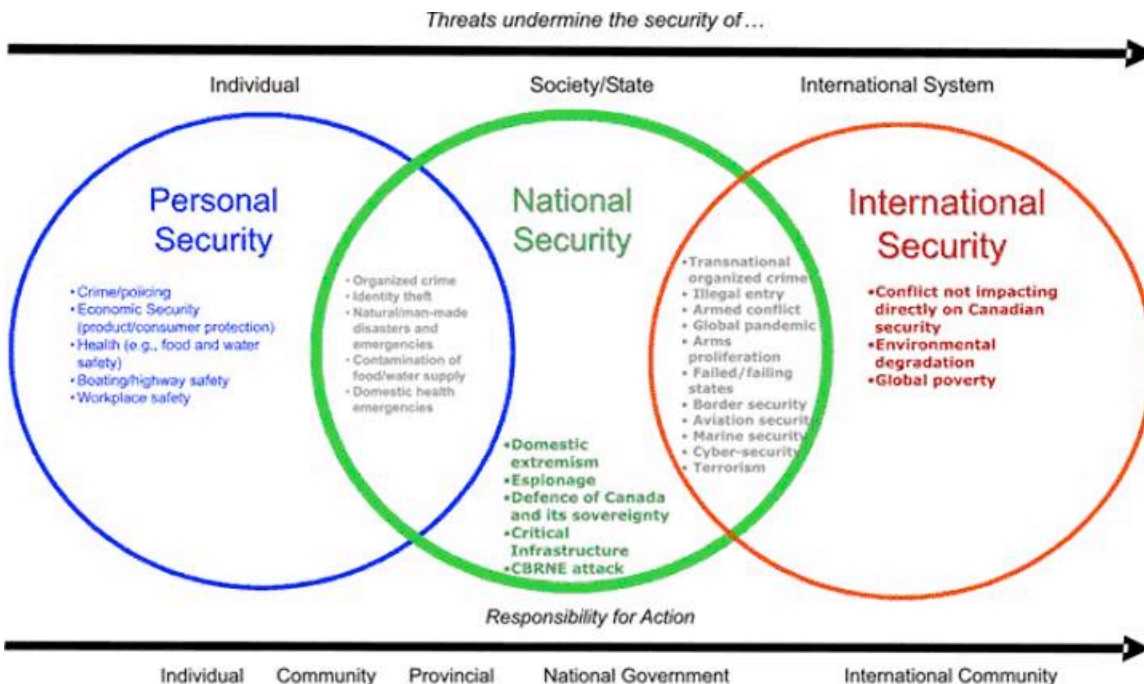 Threats undermine the security of…
Individual
Society/State
International System
Personal
Security
• Crime/policing
• Economic Security
(product/consumer protection)
• Health (e.g., food and water
safety)
• Boating/highway safety
• Workplace safety
• Organized crime
• Identity theft
• Natural/man-made
disasters and
emergencies
• Contamination of
food/water supply
• Domestic health
emergencies
National
Security
•Domestic
extremism
•Espionage
•Defence of Canada
and its sovereignty
•Critical
Infrastructure
•CBRNE attack
•Transnational
organized crime
• Illegal entry
• Armed conflict
• Global pandemic
• Arms
proliferation
• Failed/failing
states
• Border security
• Aviation security
• Marine security
• Cyber-security
• Terrorism
International
Security
•Conflict not impacting
directly on Canadian
security
•Environmental
degradation
•Global poverty
Responsibility for Action
Individual
Community
Provincial
National Government
International Community